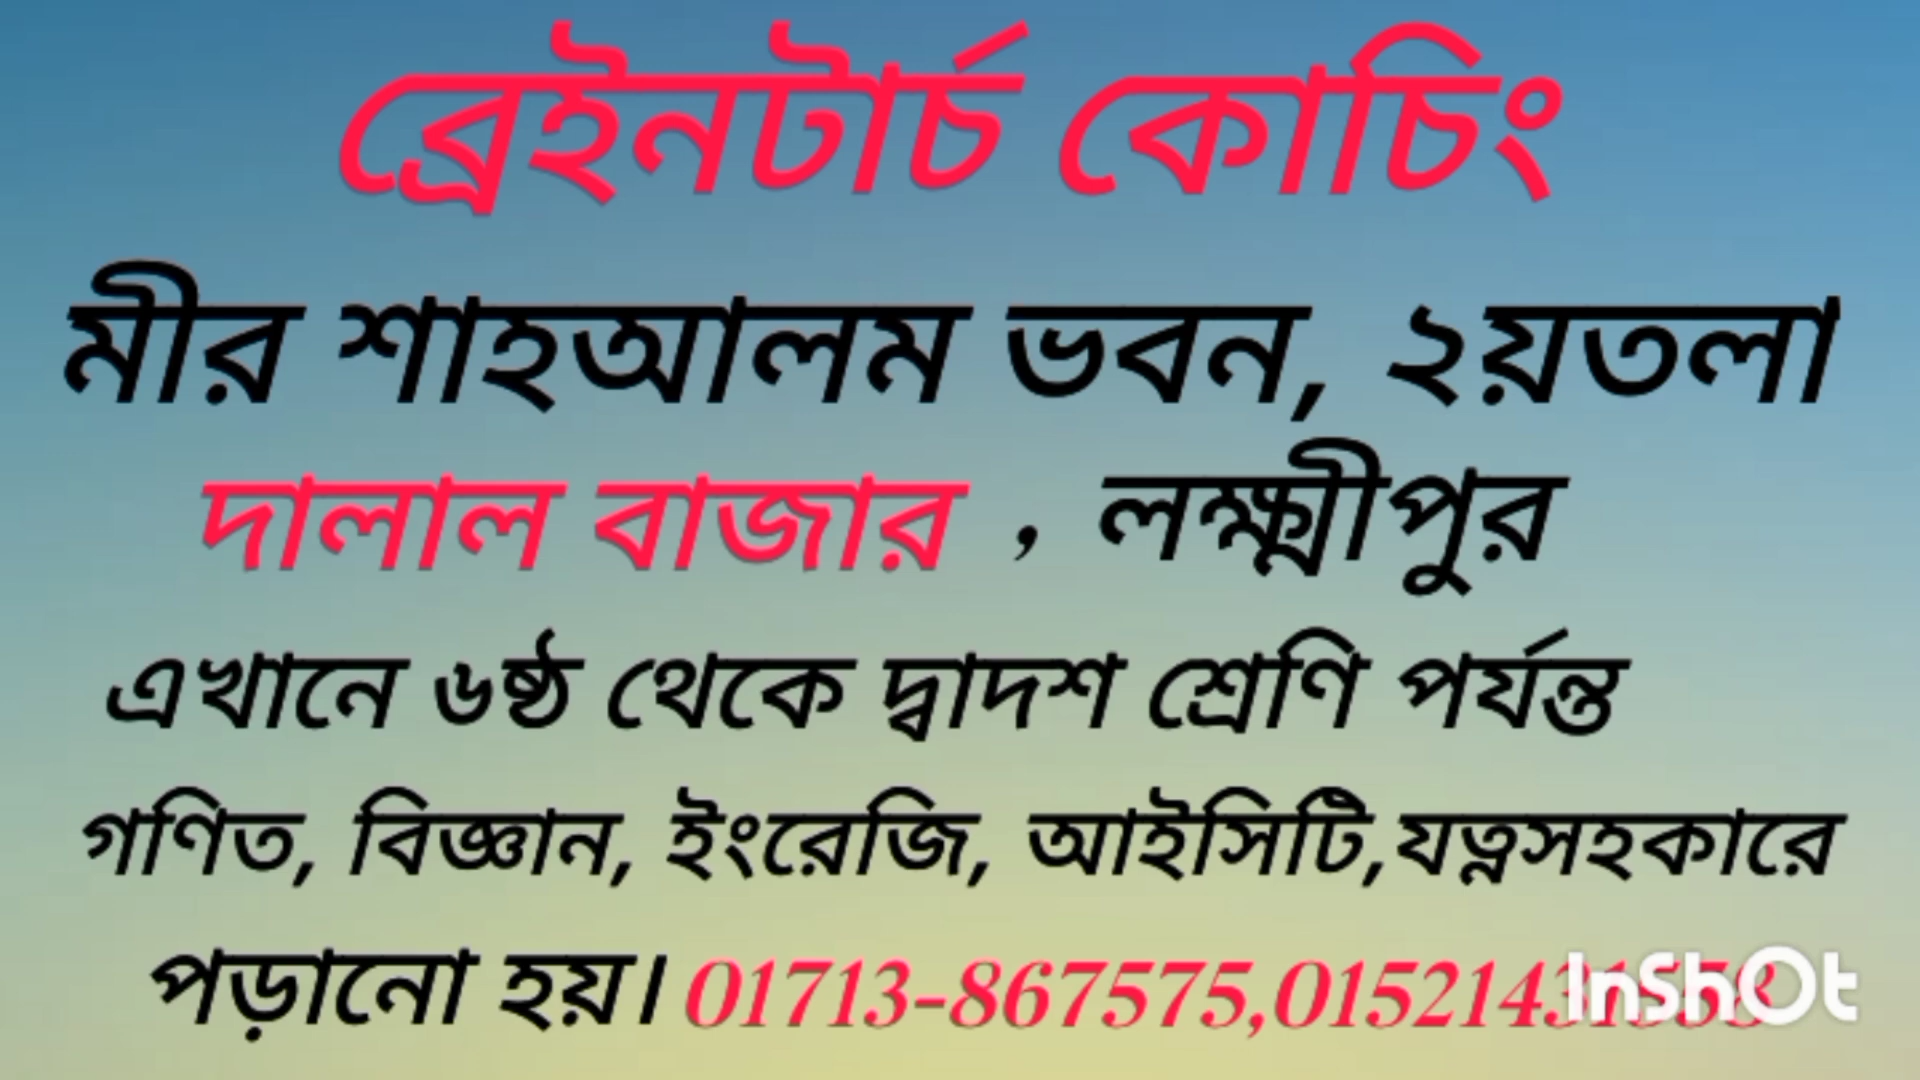 ব্রেইনটার্চ কোচিং
মীর শাহআলম ভবন, ২য়তলা
দালাল বাজার , লক্ষ্মীপুর
এখানে ৬ষ্ঠ থেকে দ্বাদশ শ্রেণি পর্যন্ত
গণিত, বিজ্ঞান, ইংরেজি, আইসিটি,যত্নসহকারে
পড়ানো হয়। 01713-867575,
InShOt